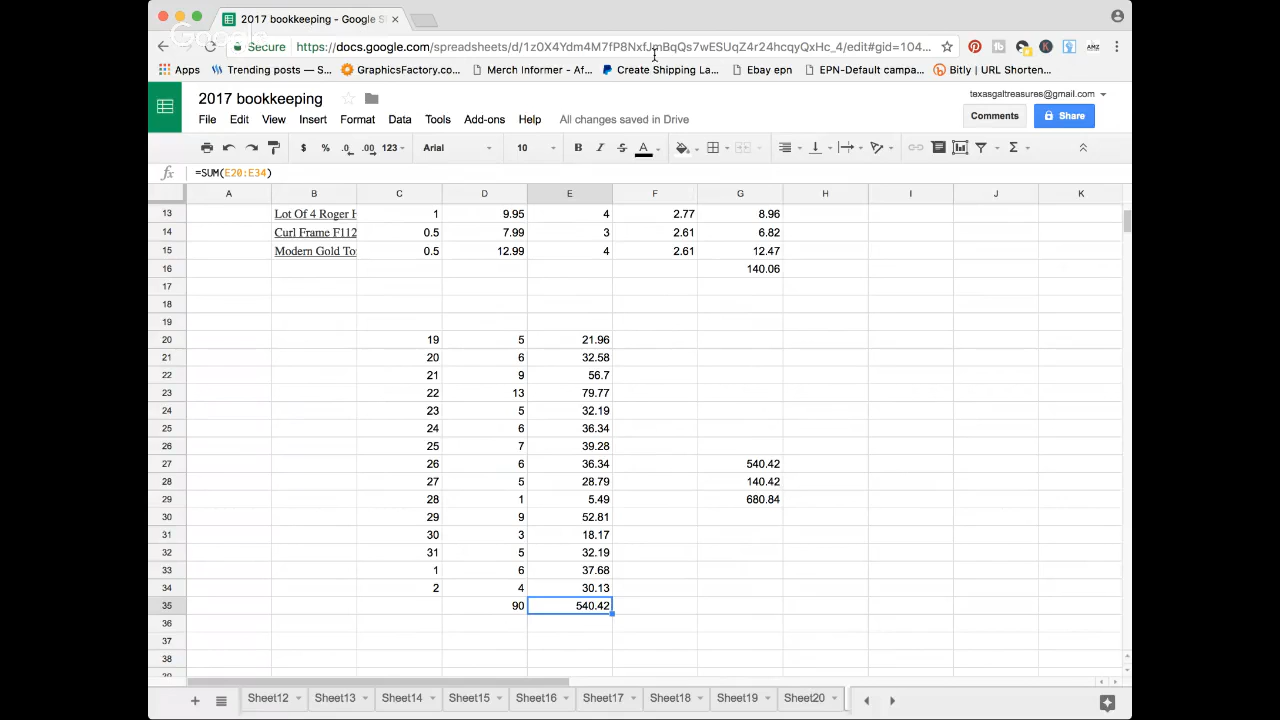 2017 bookkeeping - Google S
Google
Secure https://docs.google.com/spreadsheets/d/1z0X4Ydm4M7fP8NxfJmBqQs7wESUqZ4r24hcqyQxHc_4/edit#gid=104...
Apps Trending posts — S... GraphicsFactory.co... Merch Informer - Af... Create Shipping La... Ebay epn EPN-Default campa... Bitly | URL Shorten...
2017 bookkeeping texasgaltreasures@gmail.com
File Edit View Insert Format Data Tools Add-ons Help All changes saved in Drive Comments Share
$ % .0 .00 123 Arial 10 B I S A Σ
fx =SUM(E20:E34)
A B C D E F G H I J K
13 Lot Of 4 Roger H 1 9.95 4 2.77 8.96
14 Curl Frame F112 0.5 7.99 3 2.61 6.82
15 Modern Gold To 0.5 12.99 4 2.61 12.47
16 140.06
17
18
19
20 19 5 21.96
21 20 6 32.58
22 21 9 56.7
23 22 13 79.77
24 23 5 32.19
25 24 6 36.34
26 25 7 39.28
27 26 6 36.34 540.42
28 27 5 28.79 140.42
29 28 1 5.49 680.84
30 29 9 52.81
31 30 3 18.17
32 31 5 32.19
33 1 6 37.68
34 2 4 30.13
35 90 540.42
36
37
38
39
+ Sheet12 Sheet13 Sheet14 Sheet15 Sheet16 Sheet17 Sheet18 Sheet19 Sheet20